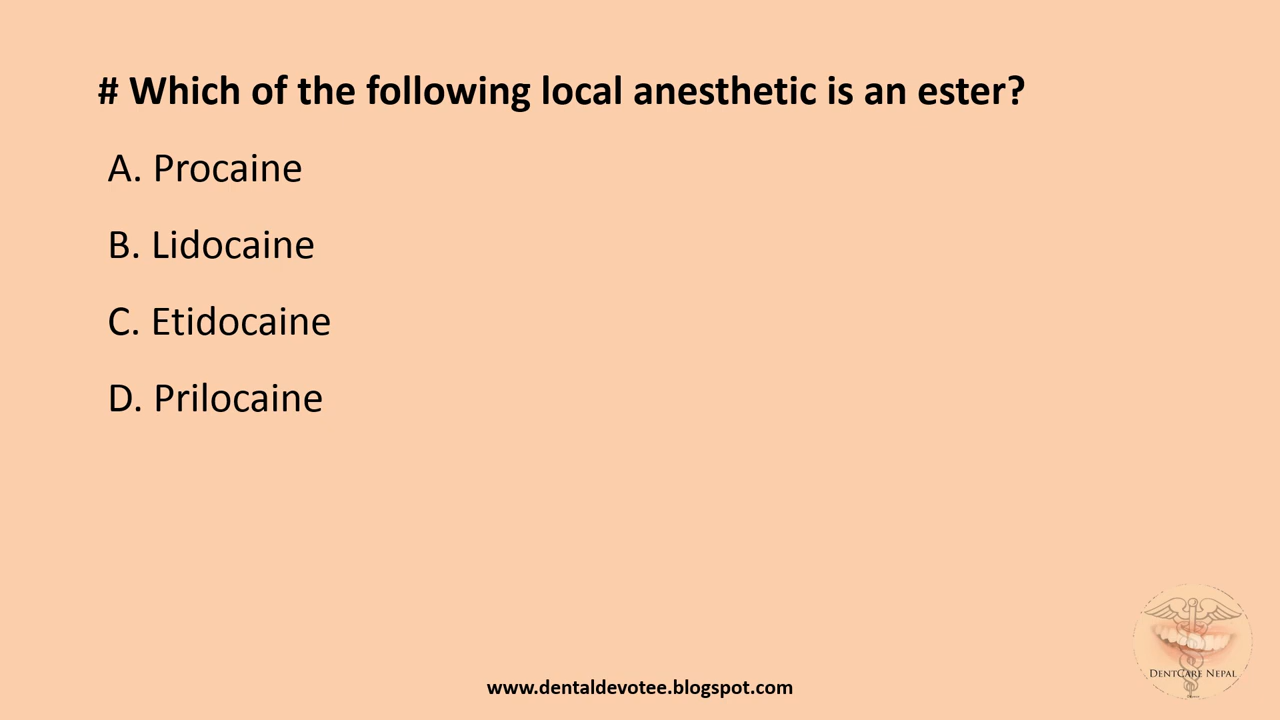 # Which of the following local anesthetic is an ester?
A. Procaine
B. Lidocaine
C. Etidocaine
D. Prilocaine
DentCare Nepal
www.dentaldevotee.blogspot.com